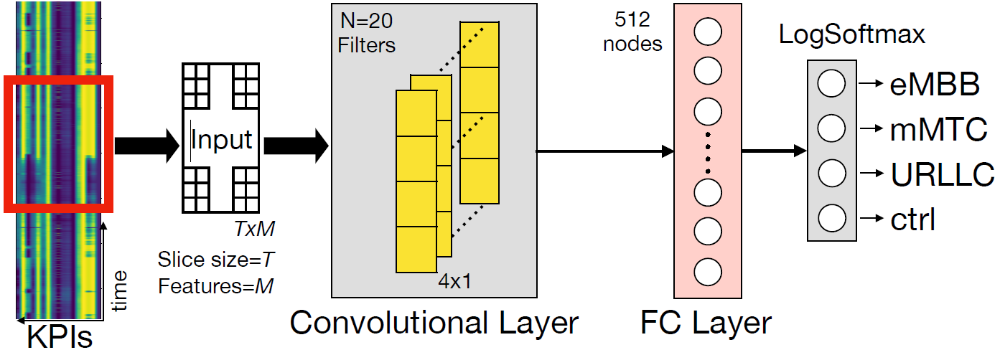 KPIs
time
Input
TxM
Slice size=T
Features=M
N=20
Filters
4x1
Convolutional Layer
512
nodes
FC Layer
LogSoftmax
eMBB
mMTC
URLLC
ctrl